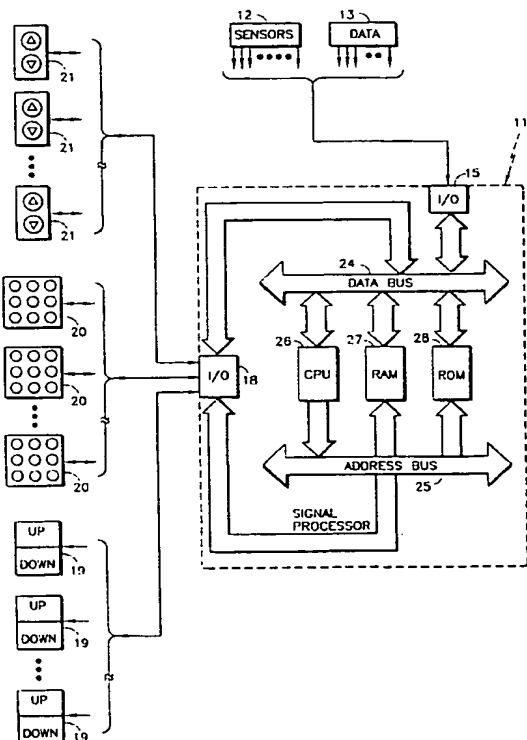 12
13
SENSORS
DATA
21
21
21
11
15
I/O
24
DATA BUS
26
27
28
CPU
RAM
ROM
I/O
18
20
20
20
ADDRESS BUS
25
SIGNAL
PROCESSOR
UP
DOWN
19
UP
DOWN
19
UP
DOWN
19